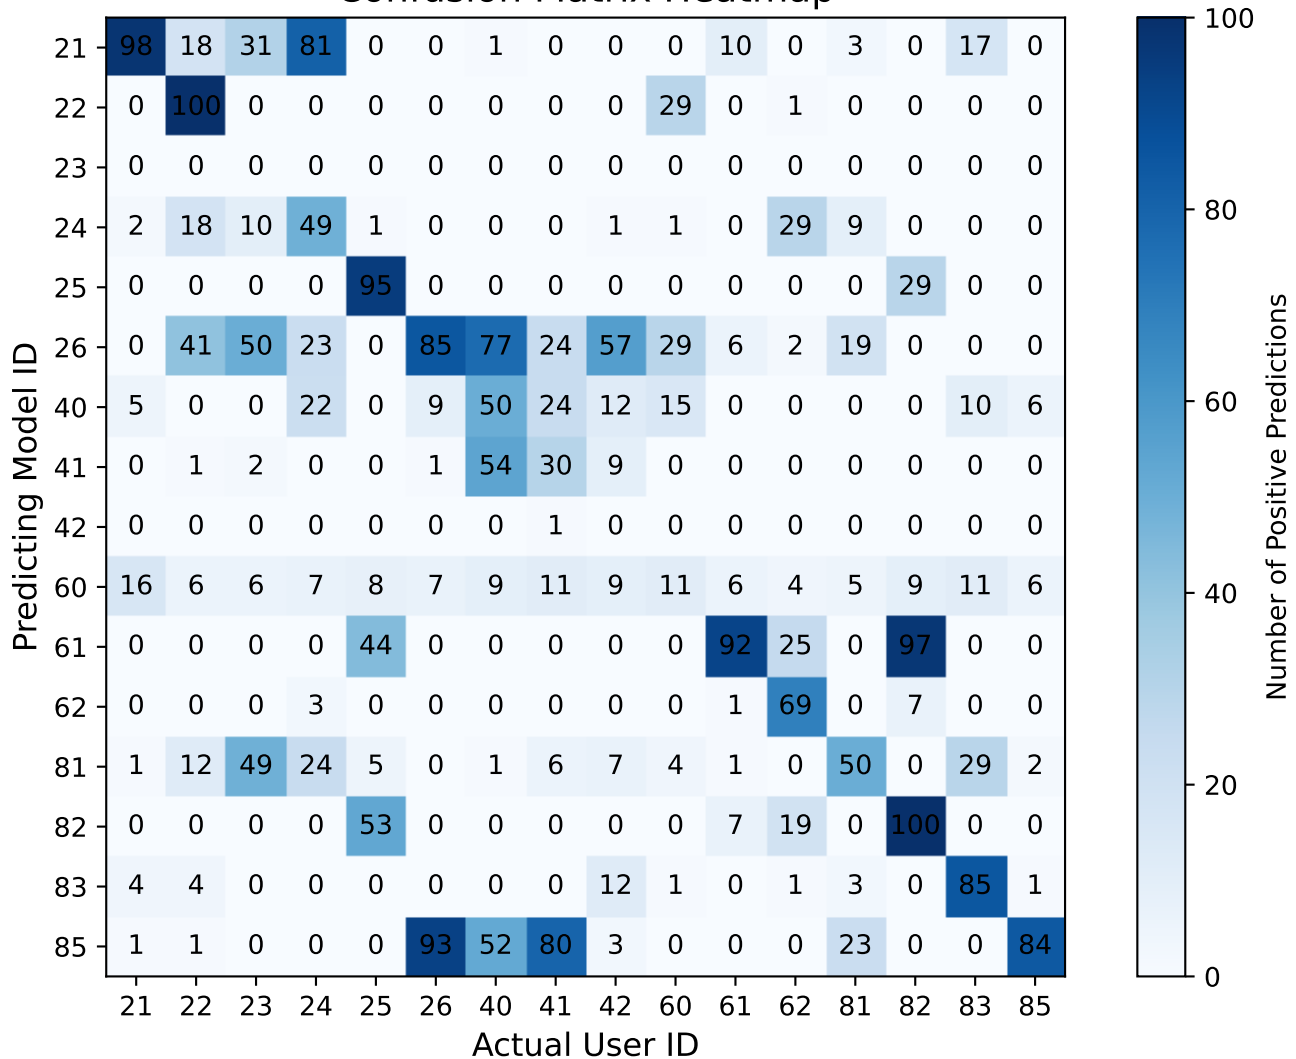 Confusion Matrix Heatmap
21 98 18 31 81 0 0 1 0 0 0 10 0 3 0 17 0
22 0 100 0 0 0 0 0 0 0 29 0 1 0 0 0 0
23 0 0 0 0 0 0 0 0 0 0 0 0 0 0 0 0
24 2 18 10 49 1 0 0 0 1 1 0 29 9 0 0 0
25 0 0 0 0 95 0 0 0 0 0 0 0 0 29 0 0
26 0 41 50 23 0 85 77 24 57 29 6 2 19 0 0 0
40 5 0 0 22 0 9 50 24 12 15 0 0 0 0 10 6
41 0 1 2 0 0 1 54 30 9 0 0 0 0 0 0 0
42 0 0 0 0 0 0 0 1 0 0 0 0 0 0 0 0
60 16 6 6 7 8 7 9 11 9 11 6 4 5 9 11 6
61 0 0 0 0 44 0 0 0 0 0 92 25 0 97 0 0
62 0 0 0 3 0 0 0 0 0 0 1 69 0 7 0 0
81 1 12 49 24 5 0 1 6 7 4 1 0 50 0 29 2
82 0 0 0 0 53 0 0 0 0 0 7 19 0 100 0 0
83 4 4 0 0 0 0 0 0 12 1 0 1 3 0 85 1
85 1 1 0 0 0 93 52 80 3 0 0 0 23 0 0 84
21 22 23 24 25 26 40 41 42 60 61 62 81 82 83 85
Actual User ID
Predicting Model ID
100
80
60
40
20
0
Number of Positive Predictions